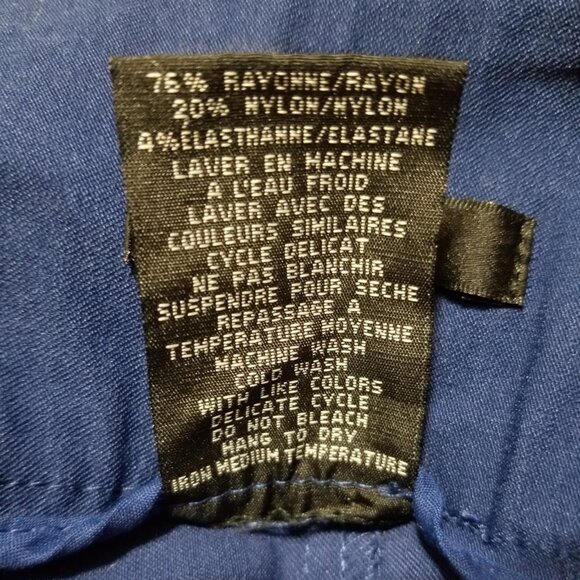 76% RAYONNE/RAYON
20% NYLON/NYLON
4% ÉLASTHANNE/ELASTANE
LAVER EN MACHINE
A L'EAU FROID
LAVER AVEC DES
COULEURS SIMILAIRES
CYCLE DELICAT
NE PAS BLANCHIR
SUSPENDRE POUR SECHE
REPASSAGE A
TEMPERATURE MOYENNE
MACHINE WASH
COLD WASH
WITH LIKE COLORS
DELICATE CYCLE
DO NOT BLEACH
HANG TO DRY
IRON MEDIUM TEMPERATURE